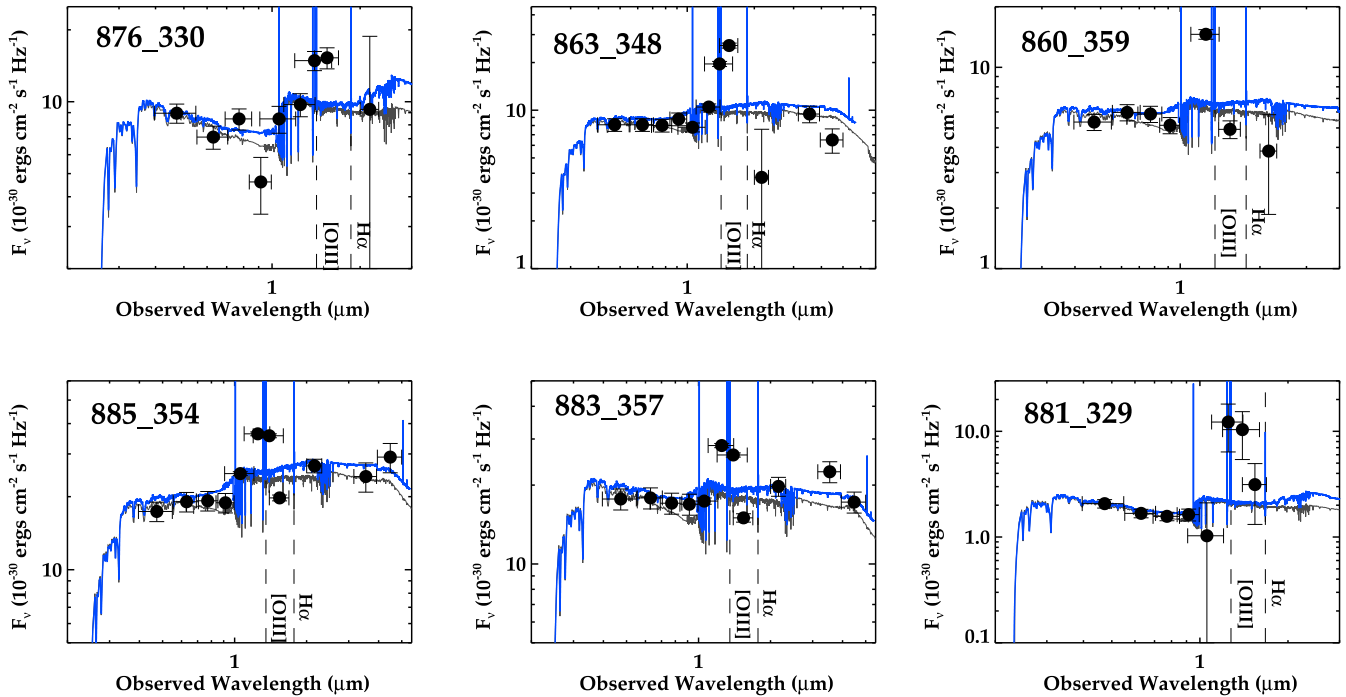 876_330
10
F_ν (10^-30 ergs cm^-2 s^-1 Hz^-1)
[OIII]
Hα
1
Observed Wavelength (μm)
863_348
10
1
F_ν (10^-30 ergs cm^-2 s^-1 Hz^-1)
[OIII]
Hα
1
Observed Wavelength (μm)
860_359
10
1
F_ν (10^-30 ergs cm^-2 s^-1 Hz^-1)
[OIII]
Hα
1
Observed Wavelength (μm)
885_354
10
F_ν (10^-30 ergs cm^-2 s^-1 Hz^-1)
[OIII]
Hα
1
Observed Wavelength (μm)
883_357
10
F_ν (10^-30 ergs cm^-2 s^-1 Hz^-1)
[OIII]
Hα
1
Observed Wavelength (μm)
881_329
10.0
1.0
0.1
F_ν (10^-30 ergs cm^-2 s^-1 Hz^-1)
[OIII]
Hα
1
Observed Wavelength (μm)